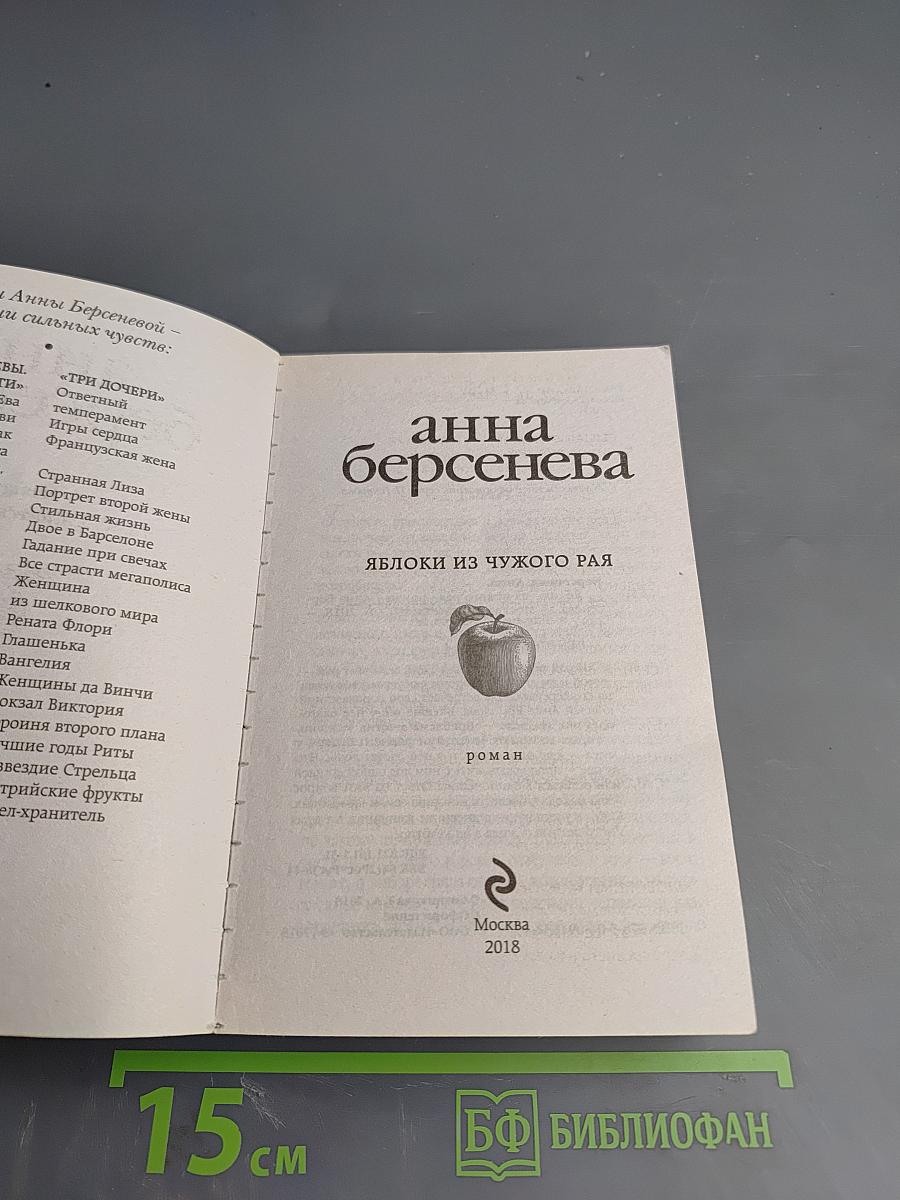 Анны Берсеневой –
сильных чувств:
«ТРИ ДОЧЕРИ»
Ответный
темперамент
Игры сердца
Французская жена
Странная Лиза
Портрет второй жены
Стильная жизнь
Двое в Барселоне
Гадание при свечах
Все страсти мегаполиса
Женщина
из шелкового мира
Рената Флори
Глашенька
Вангелия
Женщины да Винчи
окзал Виктория
роиня второго плана
чшие годы Риты
звездие Стрельца
трийские фрукты
ел-хранитель
анна
берсенева
ЯБЛОКИ ИЗ ЧУЖОГО РАЯ
роман
Москва
2018
15 см
БФ БИБЛИОФАН